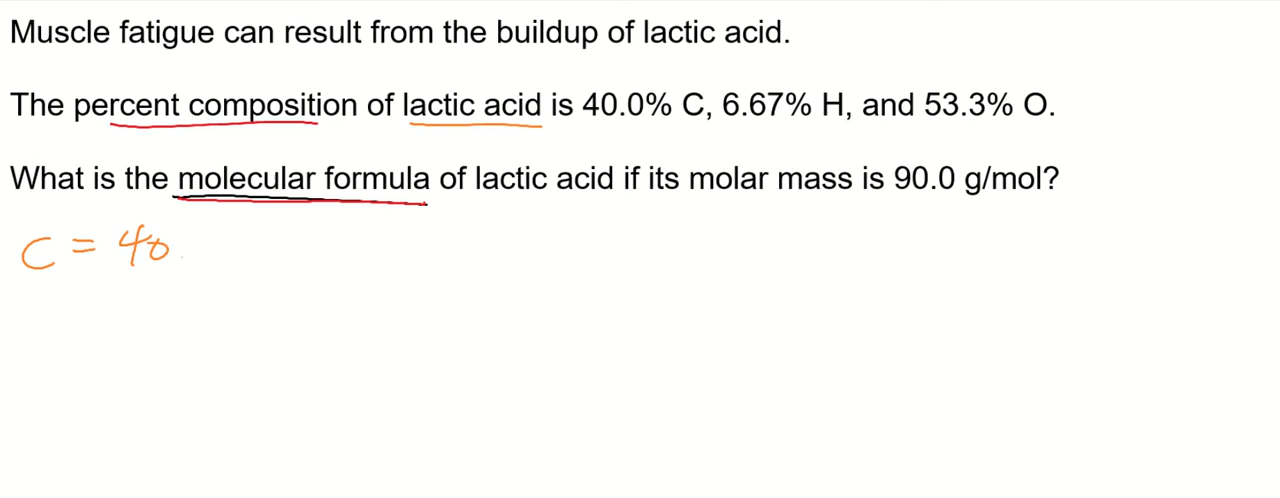 Muscle fatigue can result from the buildup of lactic acid.
The percent composition of lactic acid is 40.0% C, 6.67% H, and 53.3% O.
What is the molecular formula of lactic acid if its molar mass is 90.0 g/mol?
C = 40